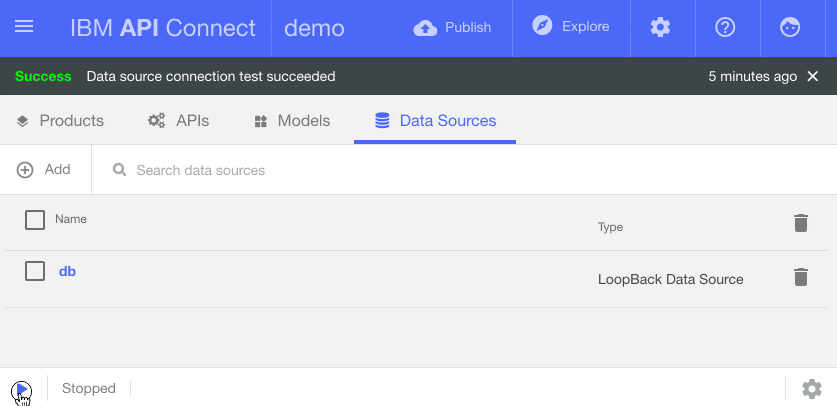 IBM API Connect demo Publish Explore
Success Data source connection test succeeded 5 minutes ago
Products APIs Models Data Sources
Add Search data sources
Name Type
db LoopBack Data Source
Stopped